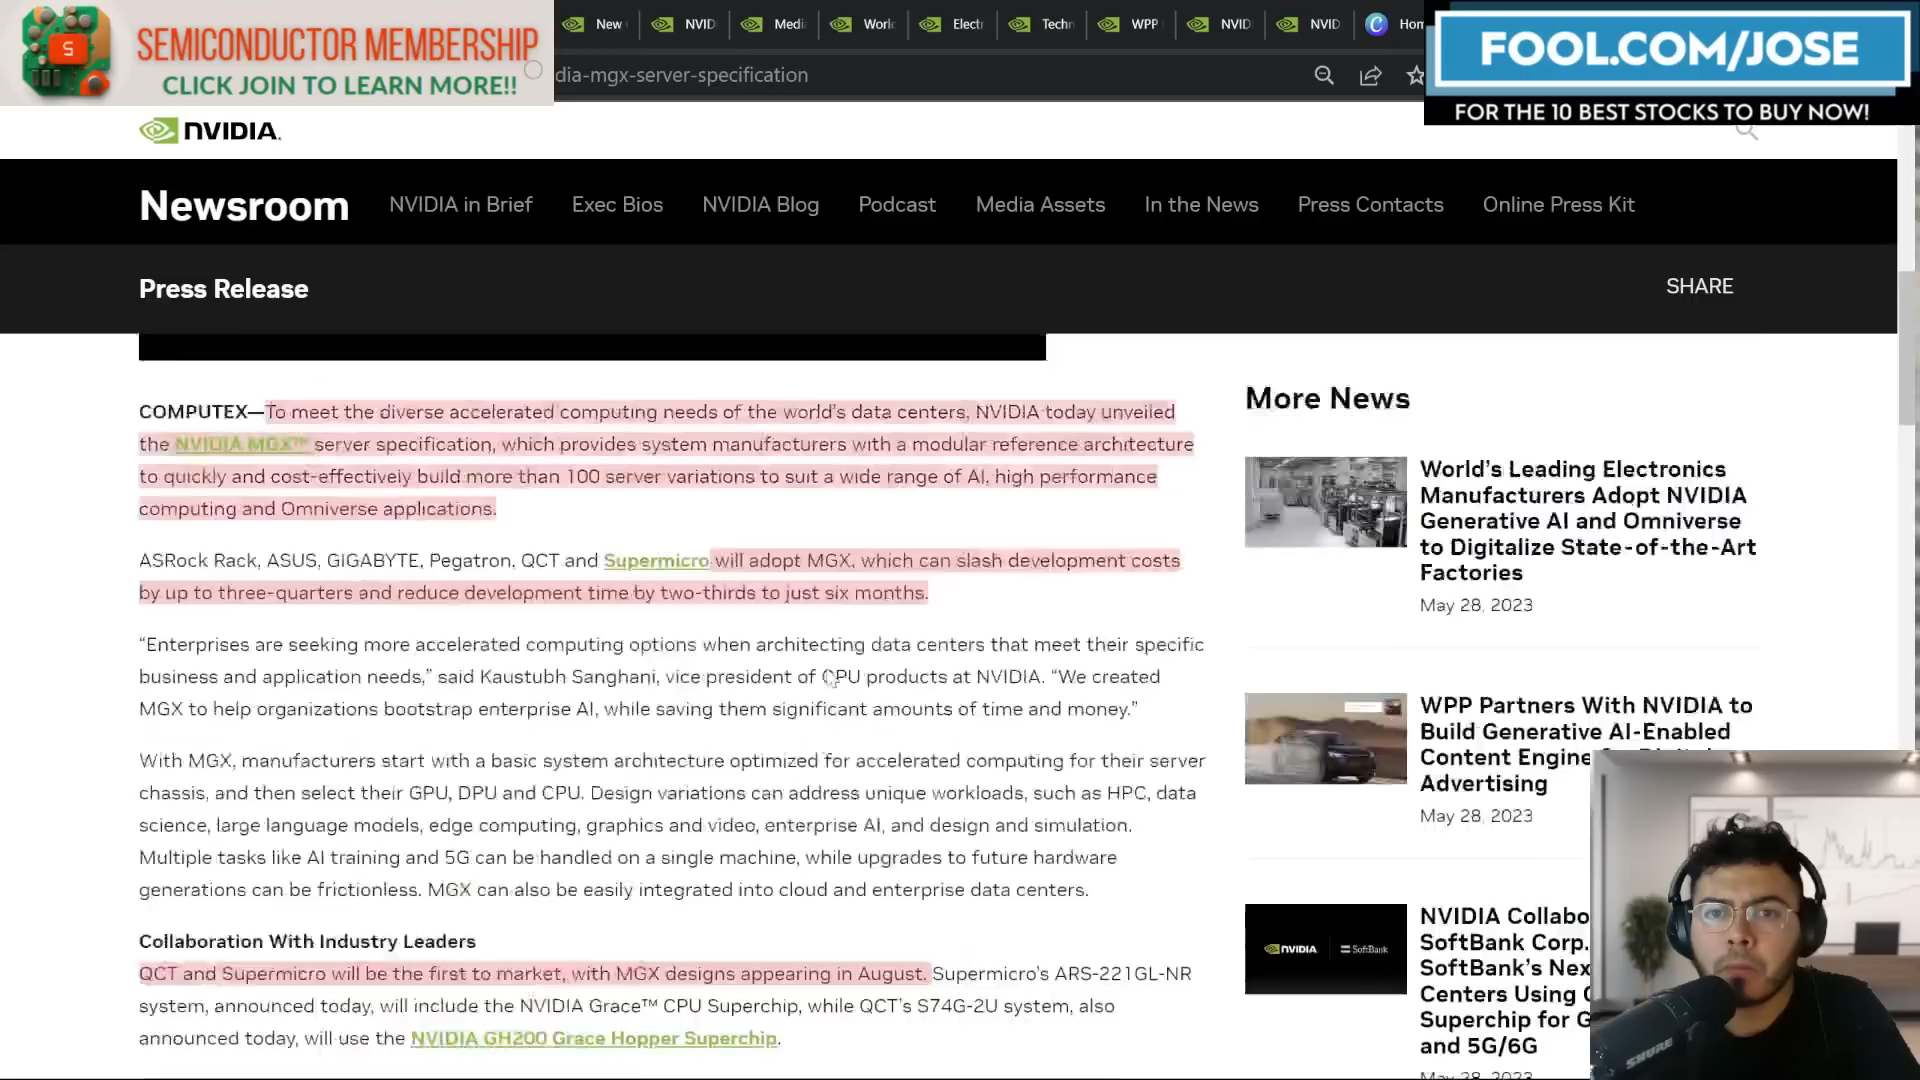 SEMICONDUCTOR MEMBERSHIP
CLICK JOIN TO LEARN MORE!!
S
New
NVID
Medi
Worl
Elect
Techn
WPP
NVID
NVID
Hom
dia-mgx-server-specification
FOOL.COM/JOSE
FOR THE 10 BEST STOCKS TO BUY NOW!
NVIDIA.
Newsroom
NVIDIA in Brief
Exec Bios
NVIDIA Blog
Podcast
Media Assets
In the News
Press Contacts
Online Press Kit
Press Release
SHARE
COMPUTEX—To meet the diverse accelerated computing needs of the world’s data centers, NVIDIA today unveiled
the NVIDIA MGX™ server specification, which provides system manufacturers with a modular reference architecture
to quickly and cost-effectively build more than 100 server variations to suit a wide range of AI, high performance
computing and Omniverse applications.
ASRock Rack, ASUS, GIGABYTE, Pegatron, QCT and Supermicro will adopt MGX, which can slash development costs
by up to three-quarters and reduce development time by two-thirds to just six months.
“Enterprises are seeking more accelerated computing options when architecting data centers that meet their specific
business and application needs,” said Kaustubh Sanghani, vice president of GPU products at NVIDIA. “We created
MGX to help organizations bootstrap enterprise AI, while saving them significant amounts of time and money.”
With MGX, manufacturers start with a basic system architecture optimized for accelerated computing for their server
chassis, and then select their GPU, DPU and CPU. Design variations can address unique workloads, such as HPC, data
science, large language models, edge computing, graphics and video, enterprise AI, and design and simulation.
Multiple tasks like AI training and 5G can be handled on a single machine, while upgrades to future hardware
generations can be frictionless. MGX can also be easily integrated into cloud and enterprise data centers.
Collaboration With Industry Leaders
QCT and Supermicro will be the first to market, with MGX designs appearing in August. Supermicro’s ARS-221GL-NR
system, announced today, will include the NVIDIA Grace™ CPU Superchip, while QCT’s S74G-2U system, also
announced today, will use the NVIDIA GH200 Grace Hopper Superchip.
More News
World’s Leading Electronics
Manufacturers Adopt NVIDIA
Generative AI and Omniverse
to Digitalize State-of-the-Art
Factories
May 28, 2023
WPP Partners With NVIDIA to
Build Generative AI-Enabled
Content Engine
Advertising
May 28, 2023
NVIDIA
SoftBank
NVIDIA Collabo
SoftBank Corp.
SoftBank’s Nex
Centers Using
Superchip for G
and 5G/6G
May 28, 2023
SHURE